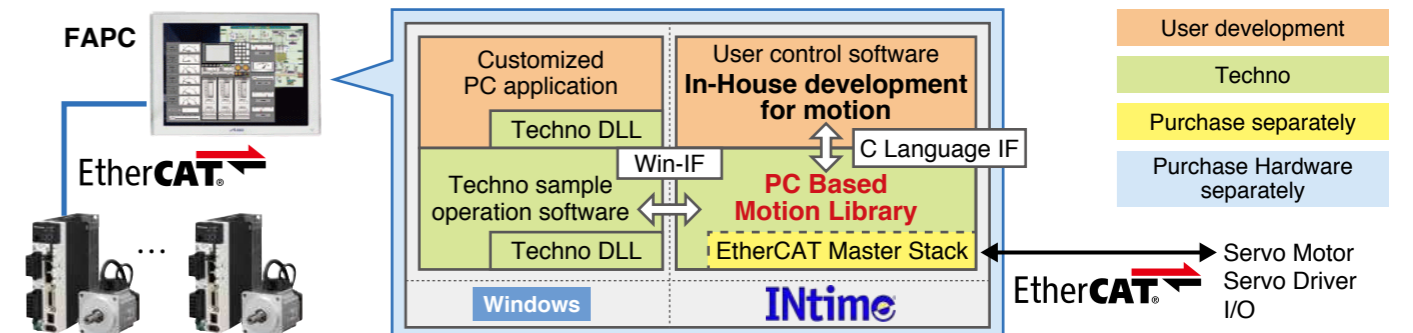 FAPC
EtherCAT®
...
Customized
PC application
Techno DLL
Techno sample
operation software
Techno DLL
Windows
Win-IF
User control software
In-House development
for motion
C Language IF
PC Based
Motion Library
EtherCAT Master Stack
INtime
EtherCAT®
Servo Motor
Servo Driver
I/O
User development
Techno
Purchase separately
Purchase Hardware
separately